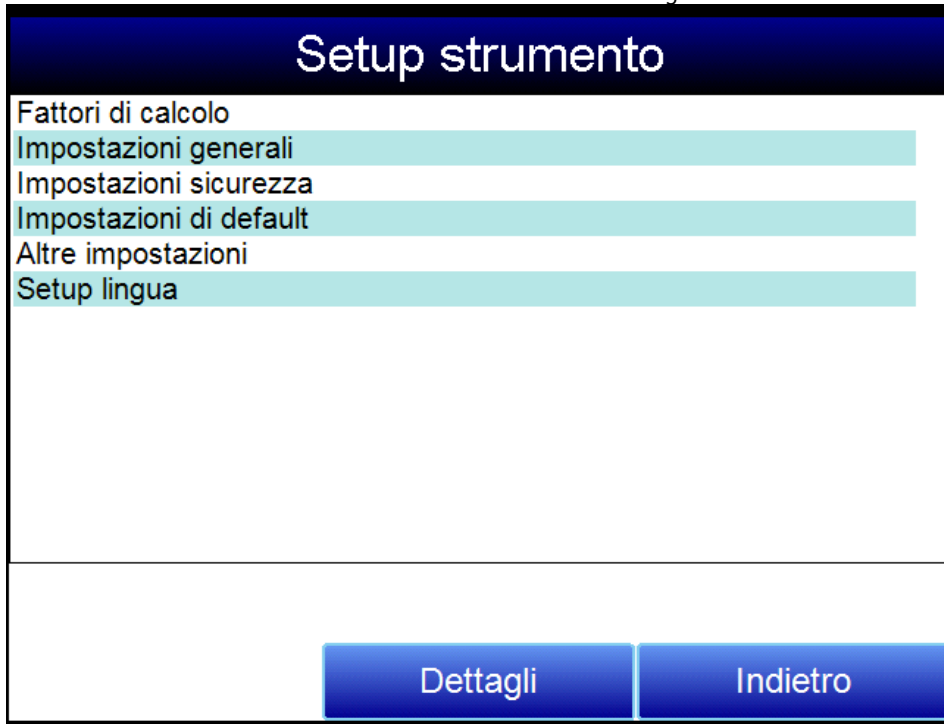 Setup strumento
Fattori di calcolo
Impostazioni generali
Impostazioni sicurezza
Impostazioni di default
Altre impostazioni
Setup lingua
Dettagli
Indietro